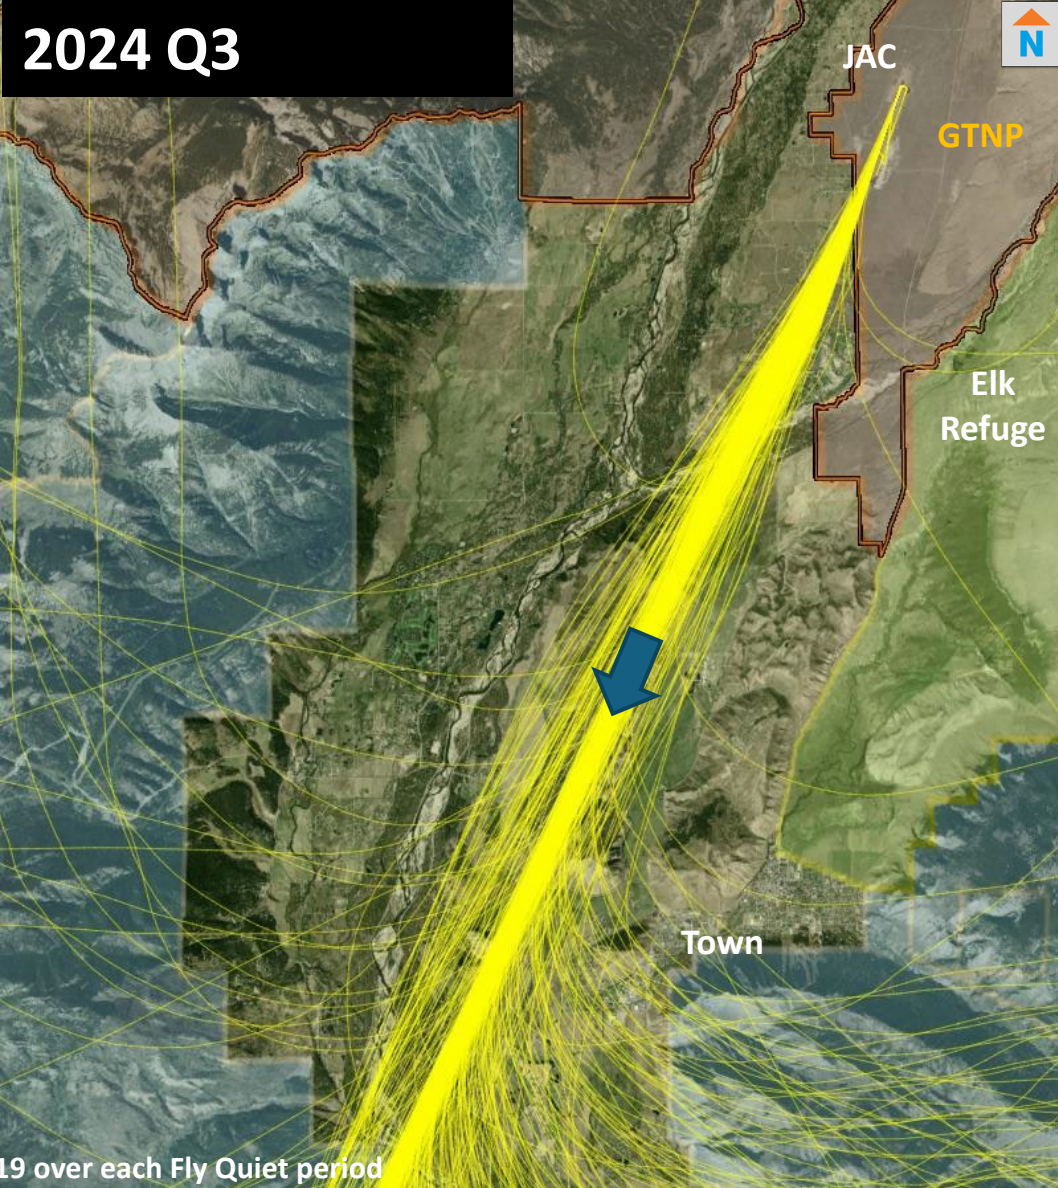 2024 Q3
JAC
N
GTNP
Elk
Refuge
Town
19 over each Fly Quiet period